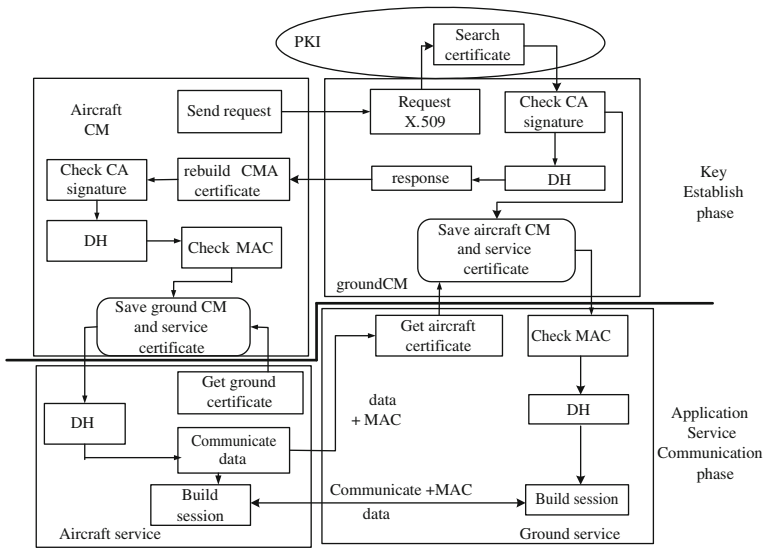 PKI
Search
certificate
Aircraft
CM
Send request
Request
X.509
Check CA
signature
Check CA
signature
rebuild CMA
certificate
response
DH
Key
Establish
phase
DH
Check MAC
Save aircraft CM
and service
certificate
groundCM
Save ground CM
and service
certificate
Get aircraft
certificate
Check MAC
Get ground
certificate
data
+ MAC
DH
DH
Application
Service
Communication
phase
Communicate
data
Build
session
Communicate +MAC
data
Build session
Aircraft service
Ground service